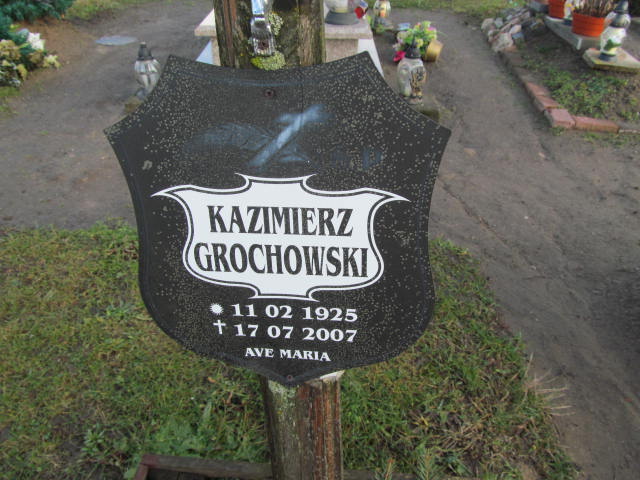 KAZIMIERZ
GROCHOWSKI
11 02 1925
17 07 2007
AVE MARIA